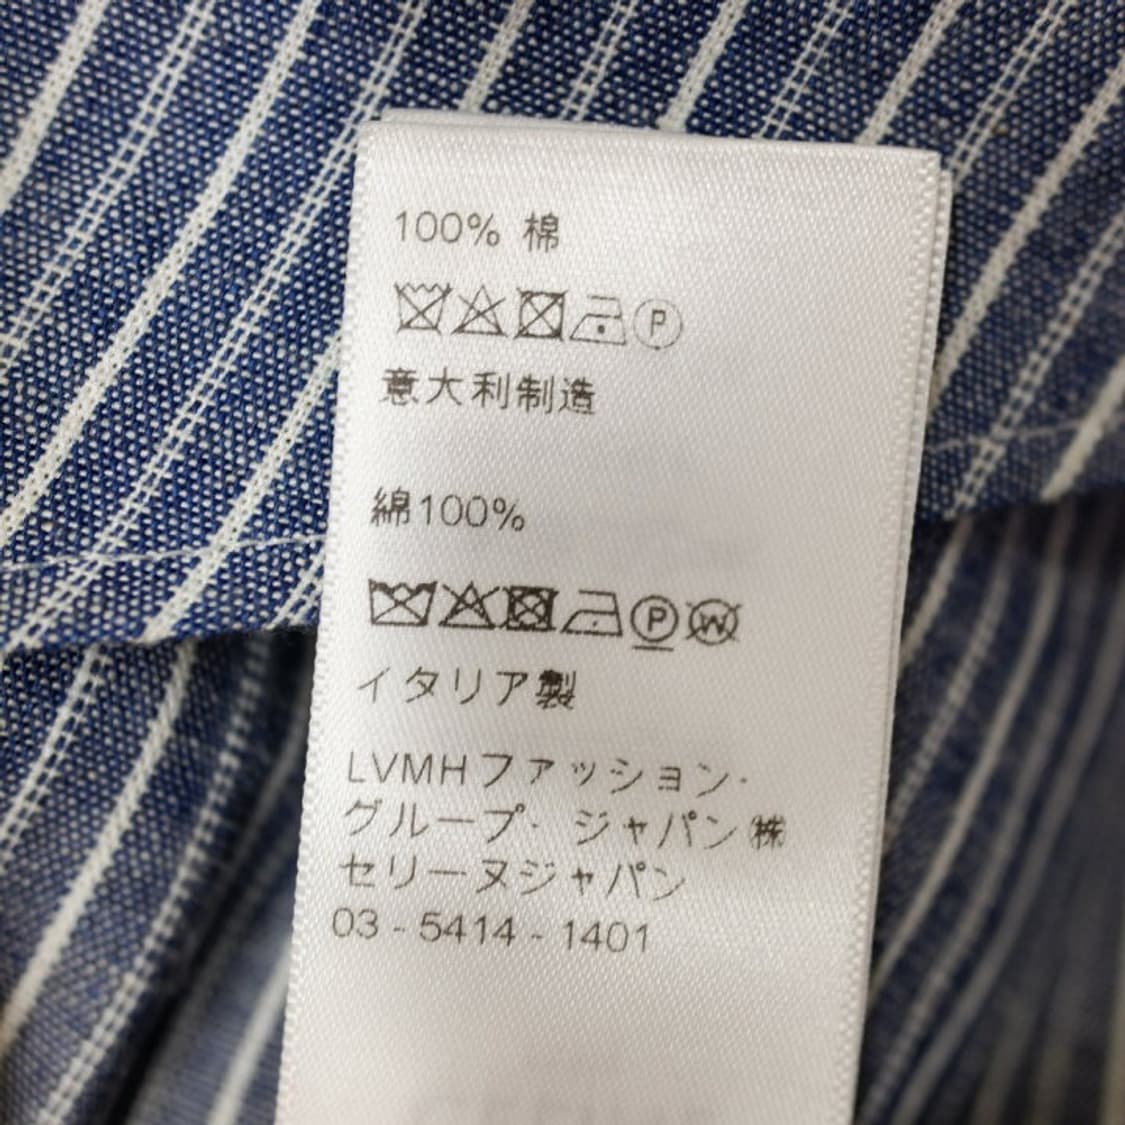 100% 棉
P
意大利制造
綿100%
P W
イタリア製
LVMHファッション・
グループ・ジャパン㈱
セリーヌジャパン
03-5414-1401